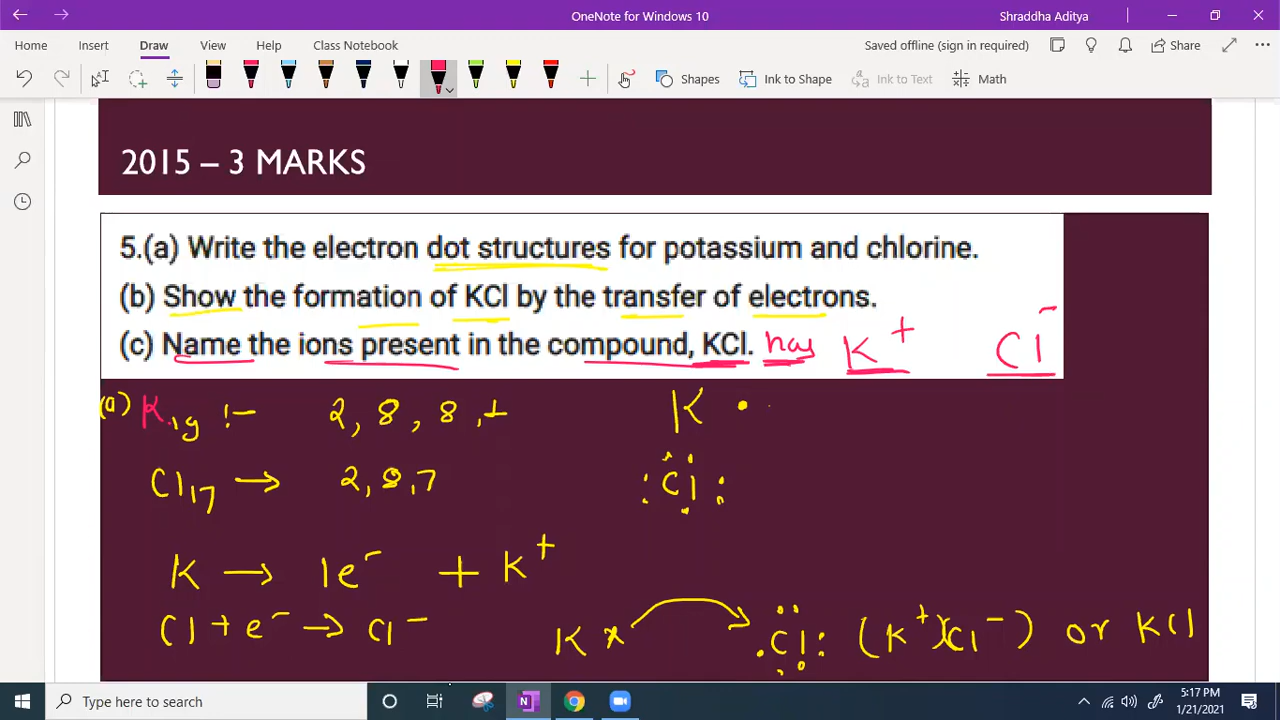 OneNote for Windows 10
Shraddha Aditya
Home Insert Draw View Help Class Notebook
Saved offline (sign in required)
Share
Shapes
Ink to Shape
Ink to Text
Math
2015 – 3 MARKS
5.(a) Write the electron dot structures for potassium and chlorine.
(b) Show the formation of KCl by the transfer of electrons.
(c) Name the ions present in the compound, KCl. has K⁺ Cl⁻
(a) K₁₉ :- 2, 8, 8, 1 K •
Cl₁₇ → 2, 8, 7 :Cl:
K → 1e⁻ + K⁺
Cl + e⁻ → Cl⁻
K x Cl: (K⁺)(Cl⁻) or KCl
Type here to search
5:17 PM
1/21/2021